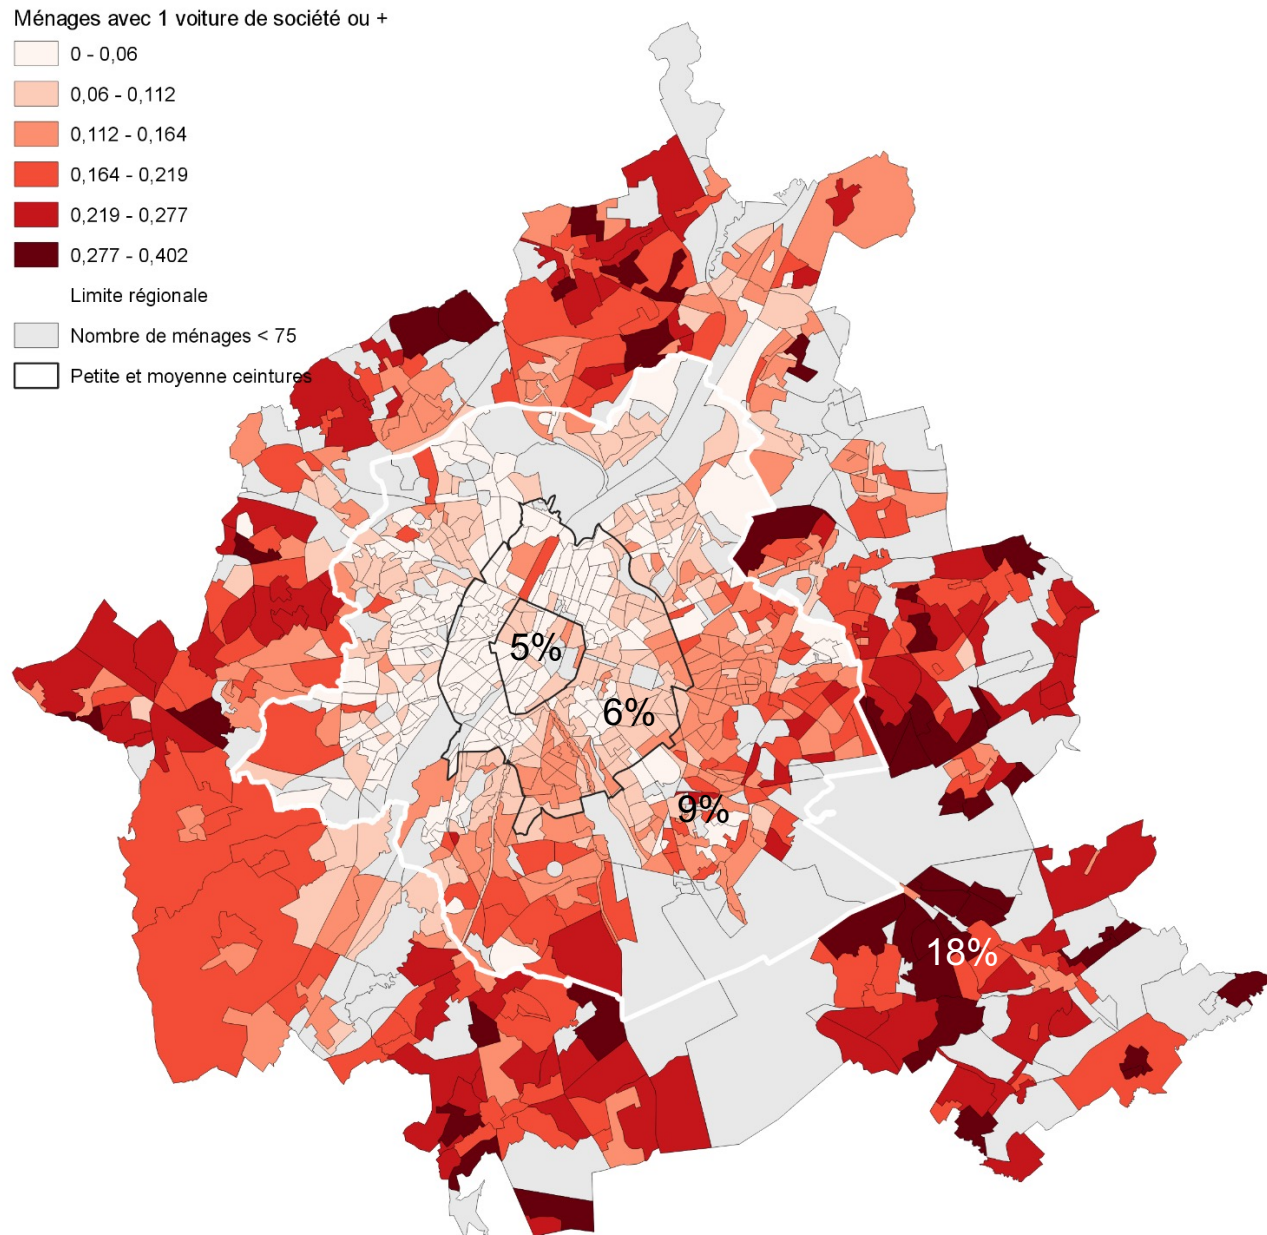 Ménages avec 1 voiture de société ou +
0 - 0,06
0,06 - 0,112
0,112 - 0,164
0,164 - 0,219
0,219 - 0,277
0,277 - 0,402
Limite régionale
Nombre de ménages < 75
Petite et moyenne ceintures
5%
6%
9%
18%